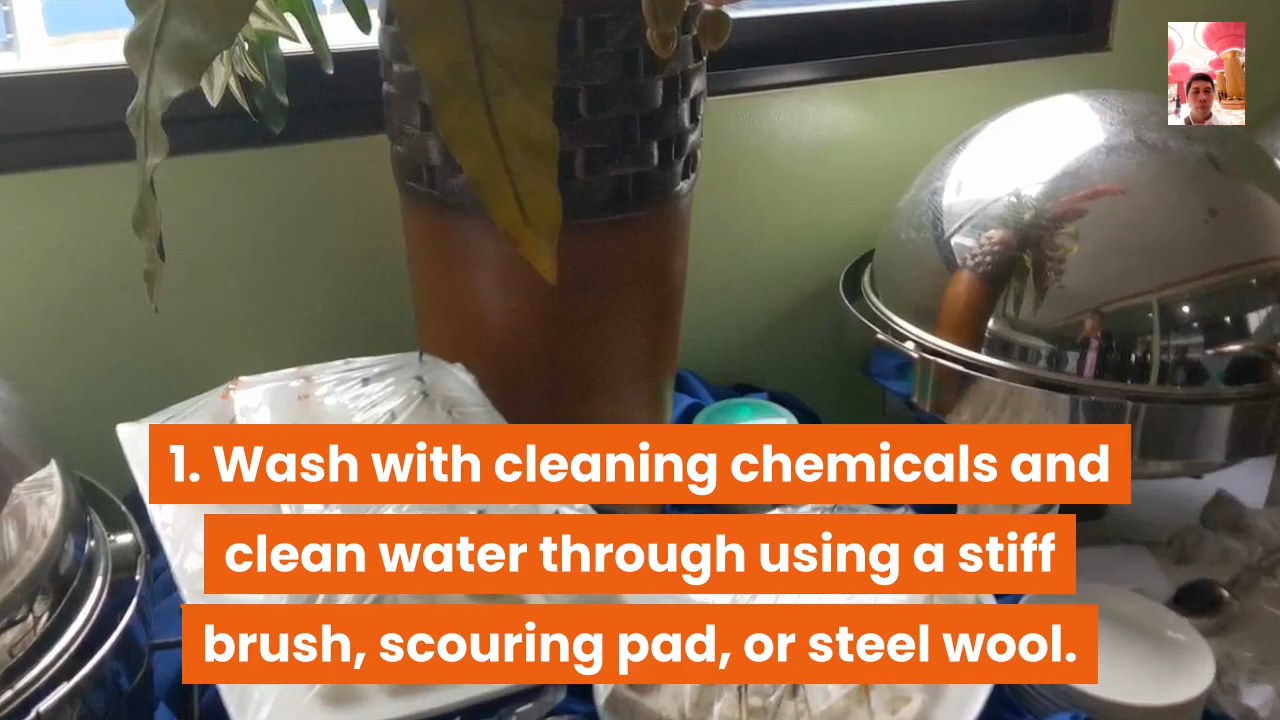 1. Wash with cleaning chemicals and
clean water through using a stiff
brush, scouring pad, or steel wool.